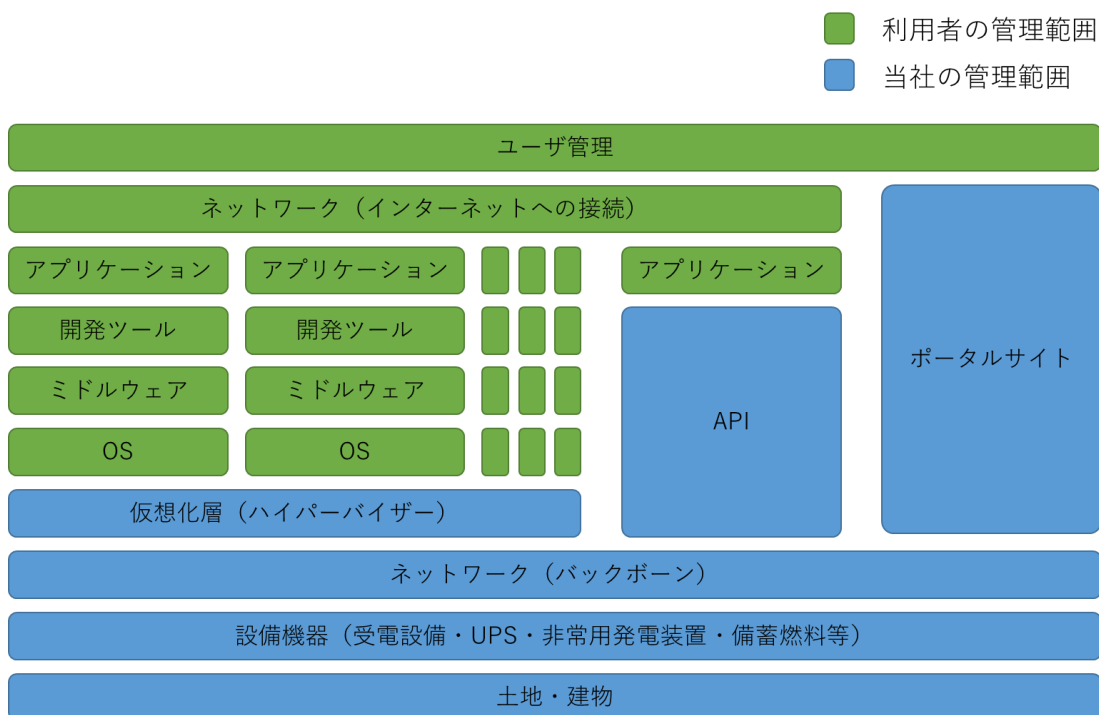 利用者の管理範囲
当社の管理範囲
ユーザ管理
ネットワーク（インターネットへの接続）
アプリケーション
アプリケーション
アプリケーション
開発ツール
開発ツール
ミドルウェア
ミドルウェア
OS
OS
API
ポータルサイト
仮想化層（ハイパーバイザー）
ネットワーク（バックボーン）
設備機器（受電設備・UPS・非常用発電装置・備蓄燃料等）
土地・建物